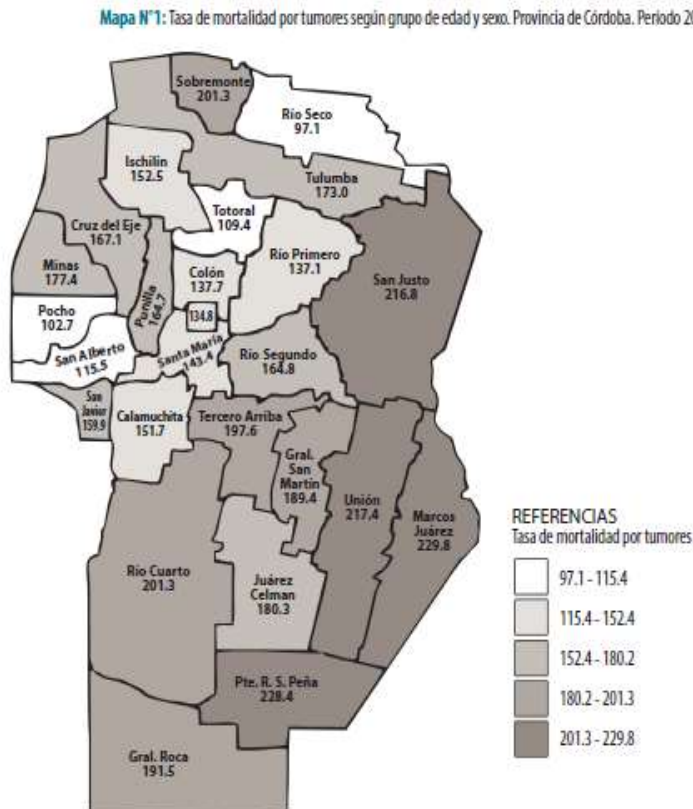 Mapa N°1: Tasa de mortalidad por tumores según grupo de edad y sexo. Provincia de Córdoba. Período 20
Sobremonte
201.3
Río Seco
97.1
Ischilín
152.5
Tulumba
173.0
Totoral
109.4
Cruz del Eje
167.1
Río Primero
137.1
Minas
177.4
Colón
137.7
San Justo
216.8
Punilla
164.7
Pocho
102.7
134.8
San Alberto
115.5
Santa María
143.4
Río Segundo
164.8
San
Javier
159.9
Calamuchita
151.7
Tercero Arriba
197.6
Gral.
San
Martín
189.4
Unión
217.4
Marcos
Juárez
229.8
Río Cuarto
201.3
Juárez
Celman
180.3
Pte. R. S. Peña
228.4
Gral. Roca
191.5
REFERENCIAS
Tasa de mortalidad por tumores
97.1 - 115.4
115.4 - 152.4
152.4 - 180.2
180.2 - 201.3
201.3 - 229.8